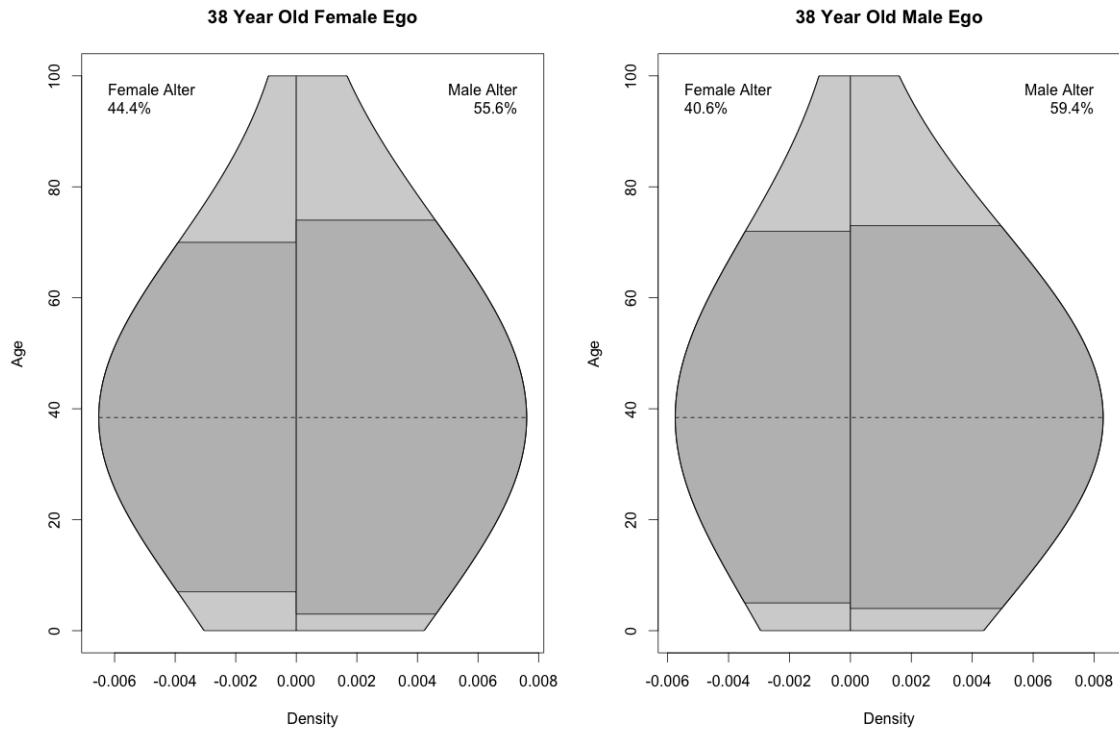 38 Year Old Female Ego
Female Alter
44.4%
Male Alter
55.6%
Age
100
80
60
40
20
0
-0.006 -0.004 -0.002 0.000 0.002 0.004 0.006 0.008
Density
38 Year Old Male Ego
Female Alter
40.6%
Male Alter
59.4%
Age
100
80
60
40
20
0
-0.006 -0.004 -0.002 0.000 0.002 0.004 0.006 0.008
Density